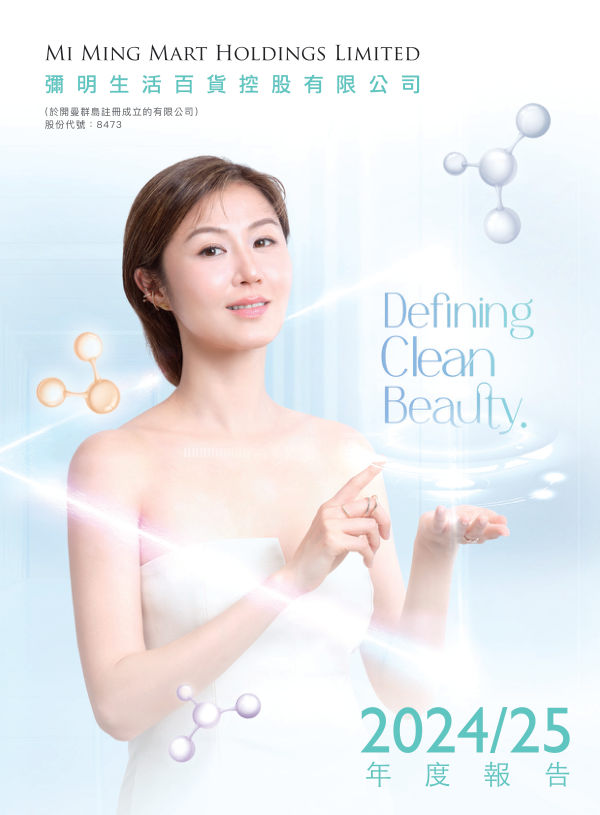 MI MING MART HOLDINGS LIMITED
彌明生活百貨控股有限公司
(於開曼群島註冊成立的有限公司)
股份代號：8473
Defining
Clean
Beauty.
2024/25
年度報告